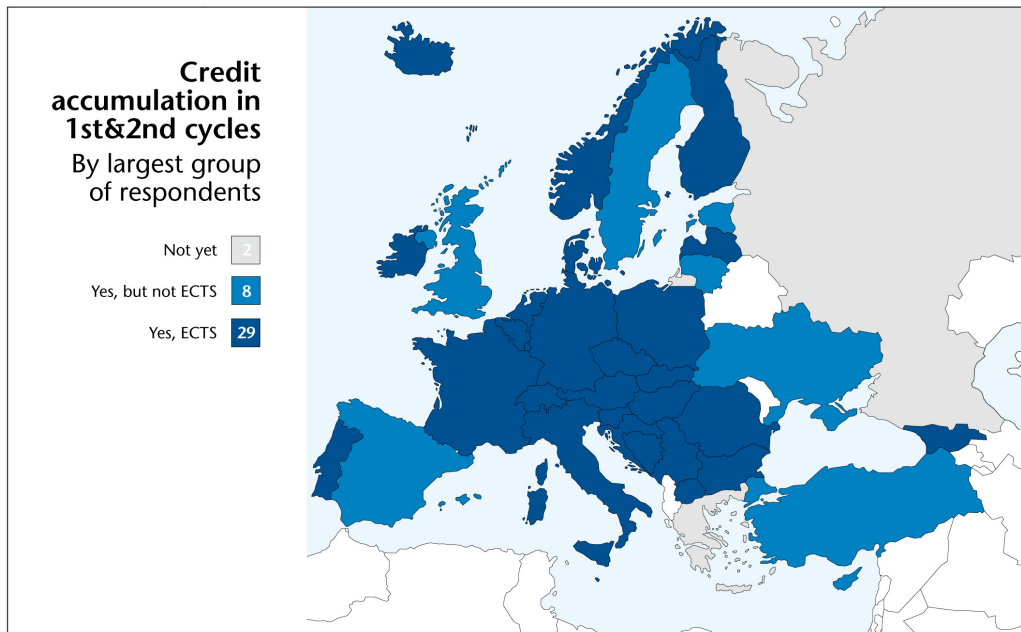 Credit
accumulation in
1st&2nd cycles
By largest group
of respondents
Not yet 2
Yes, but not ECTS 8
Yes, ECTS 29